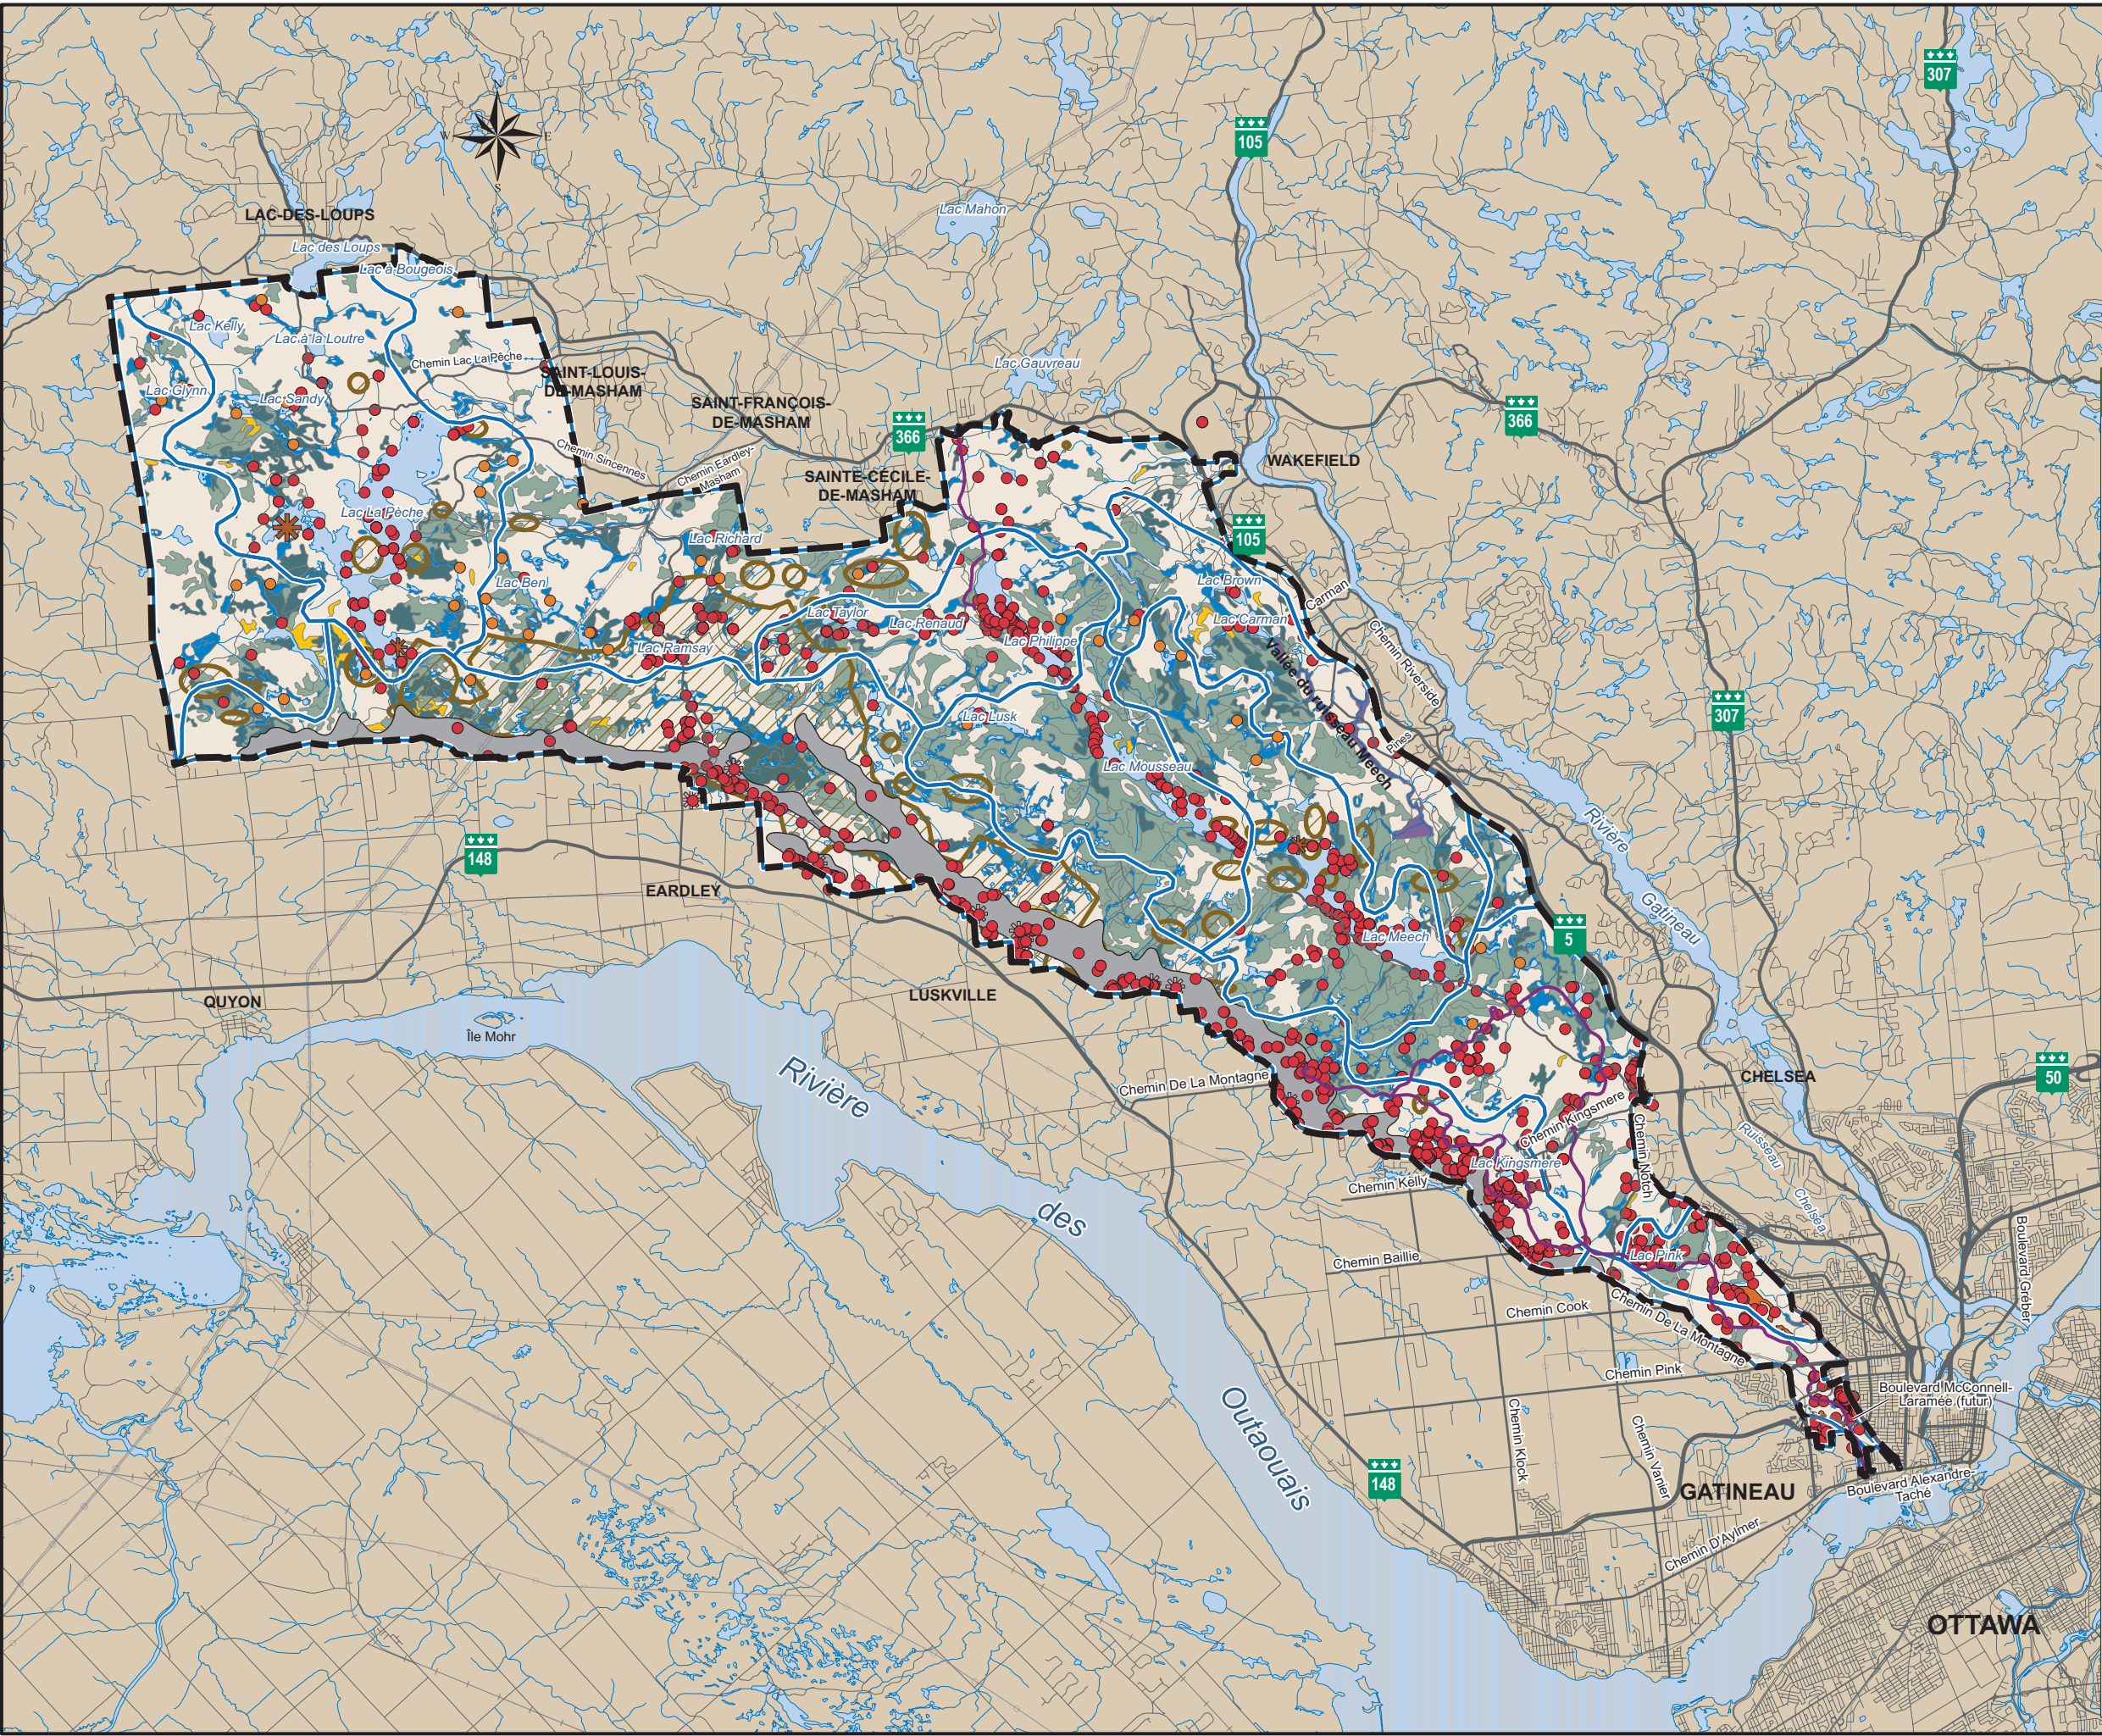 307
105
N
W
E
S
LAC-DES-LOUPS
Lac Mahon
Lac des Loups
Lac à Bougeois
Lac Kelly
Lac à la Loutre
Chemin Lac La Pêche
Lac Gauvreau
SAINT-LOUIS-
DE-MASHAM
Lac Glynn
Lac Sandy
SAINT-FRANÇOIS-
DE-MASHAM
366
366
Chemin Sincennes
Chemin Eardley-
Masham
WAKEFIELD
SAINTE-CÉCILE-
DE-MASHAM
Lac La Pêche
Lac Richard
105
Lac Ben
Lac Brown
Carman
Lac Taylor
Lac Renaud
Lac Carman
Lac Philippe
Lac Ramsay
Chemin Riverside
Vallée du ruisseau Meech
Lac Lusk
307
Pines
Lac Mousseau
Rivière
Gatineau
148
EARDLEY
Lac Meech
5
QUYON
LUSKVILLE
Île Mohr
Rivière
des
Outaouais
Chemin De La Montagne
CHELSEA
50
Chemin Kingsmere
Chemin Notch
Ruisseau
Chelsea
Lac Kingsmere
Chemin Kelly
Boulevard Gréber
Chemin Baillie
Lac Pink
Chemin Cook
Chemin De La Montagne
Chemin Pink
Boulevard McConnell-
Laramée (futur)
Chemin Klock
Chemin Vanier
148
GATINEAU
Boulevard Alexandre-
Taché
Chemin D'Aylmer
OTTAWA